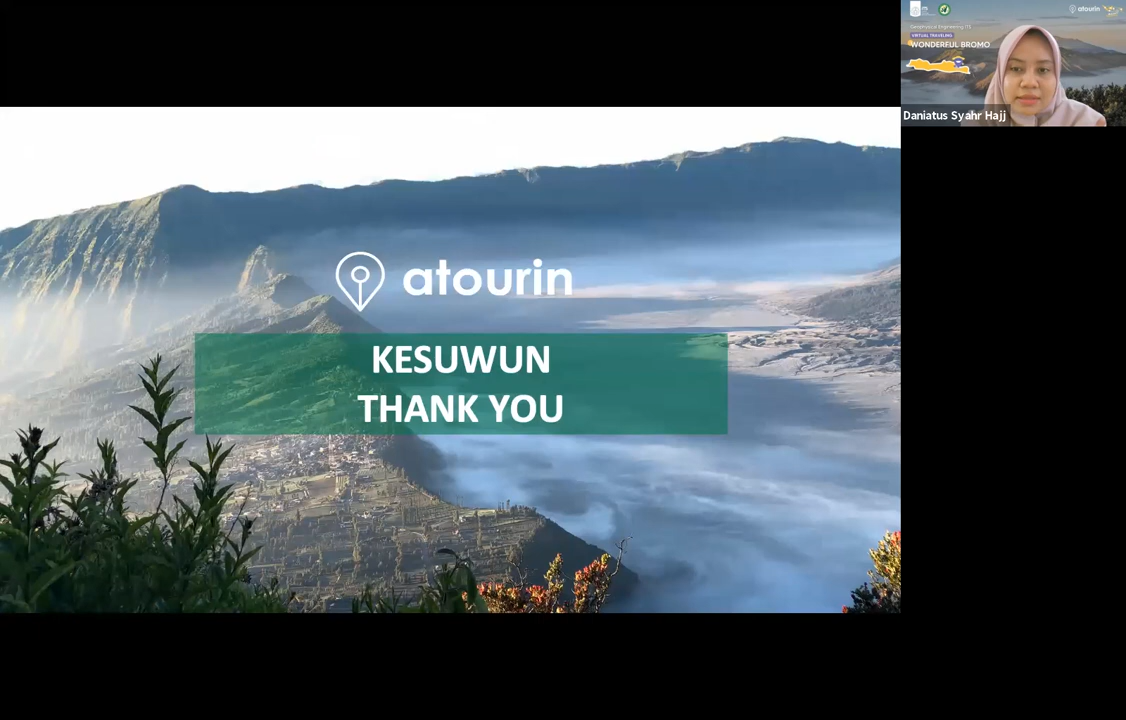 atourin
KESUWUN
THANK YOU
atourin
Geophysical Engineering ITS
VIRTUAL TRAVELING
WONDERFUL BROMO
Daniatus Syahr Hajj